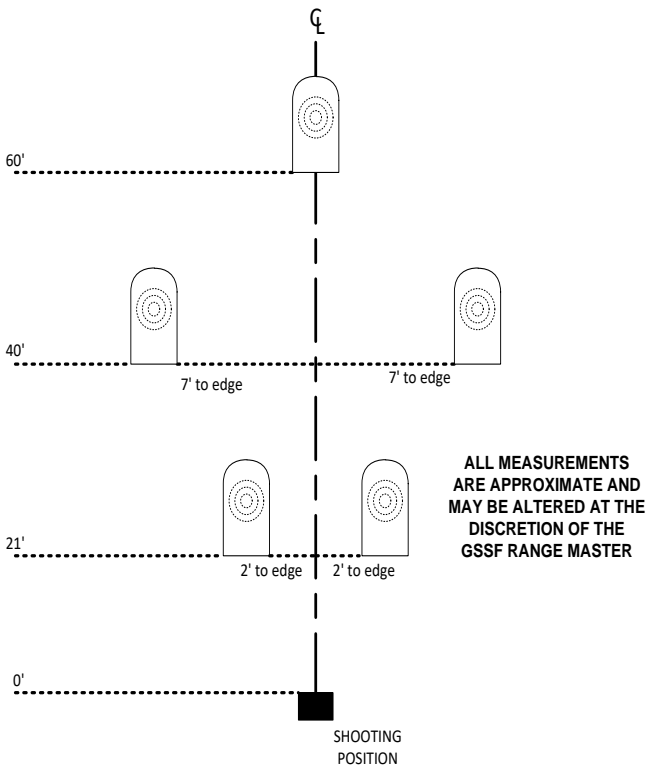 ℄
60'
40'
7' to edge
7' to edge
ALL MEASUREMENTS
ARE APPROXIMATE AND
MAY BE ALTERED AT THE
DISCRETION OF THE
GSSF RANGE MASTER
21'
2' to edge
2' to edge
0'
SHOOTING
POSITION